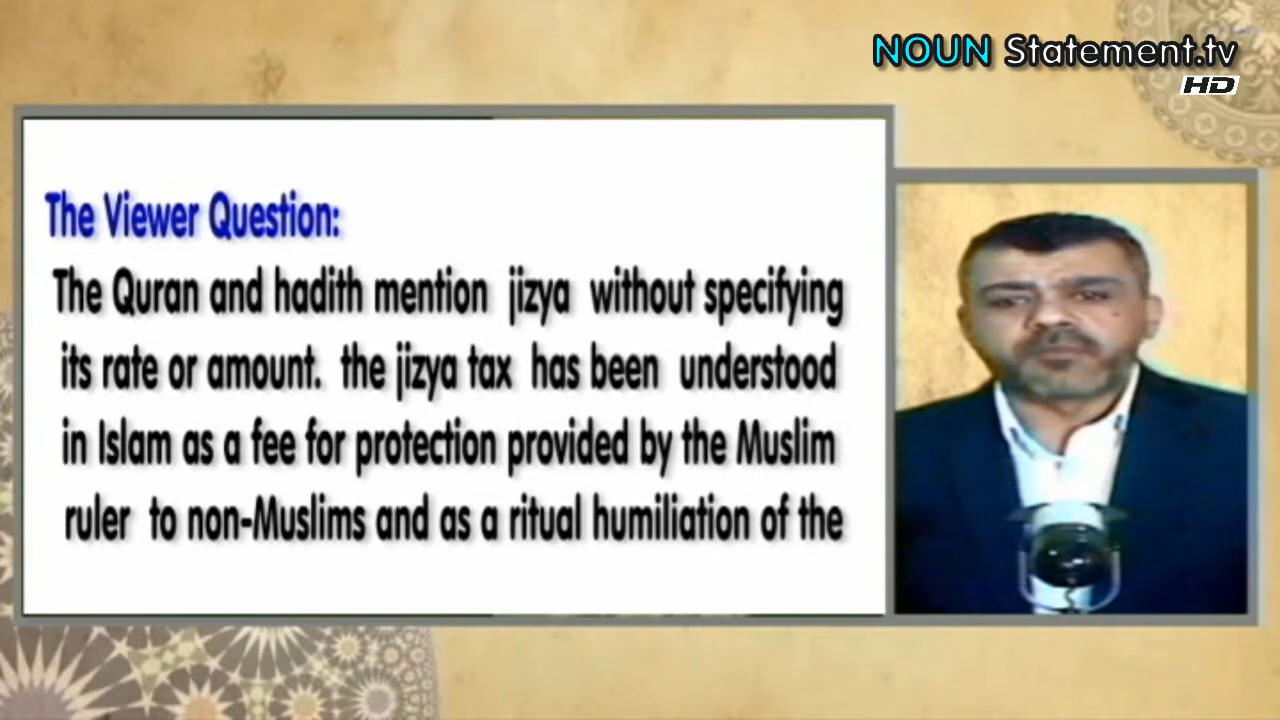 NOUN Statement.tv
HD
The Viewer Question:
The Quran and hadith mention jizya without specifying
its rate or amount. the jizya tax has been understood
in Islam as a fee for protection provided by the Muslim
ruler to non-Muslims and as a ritual humiliation of the